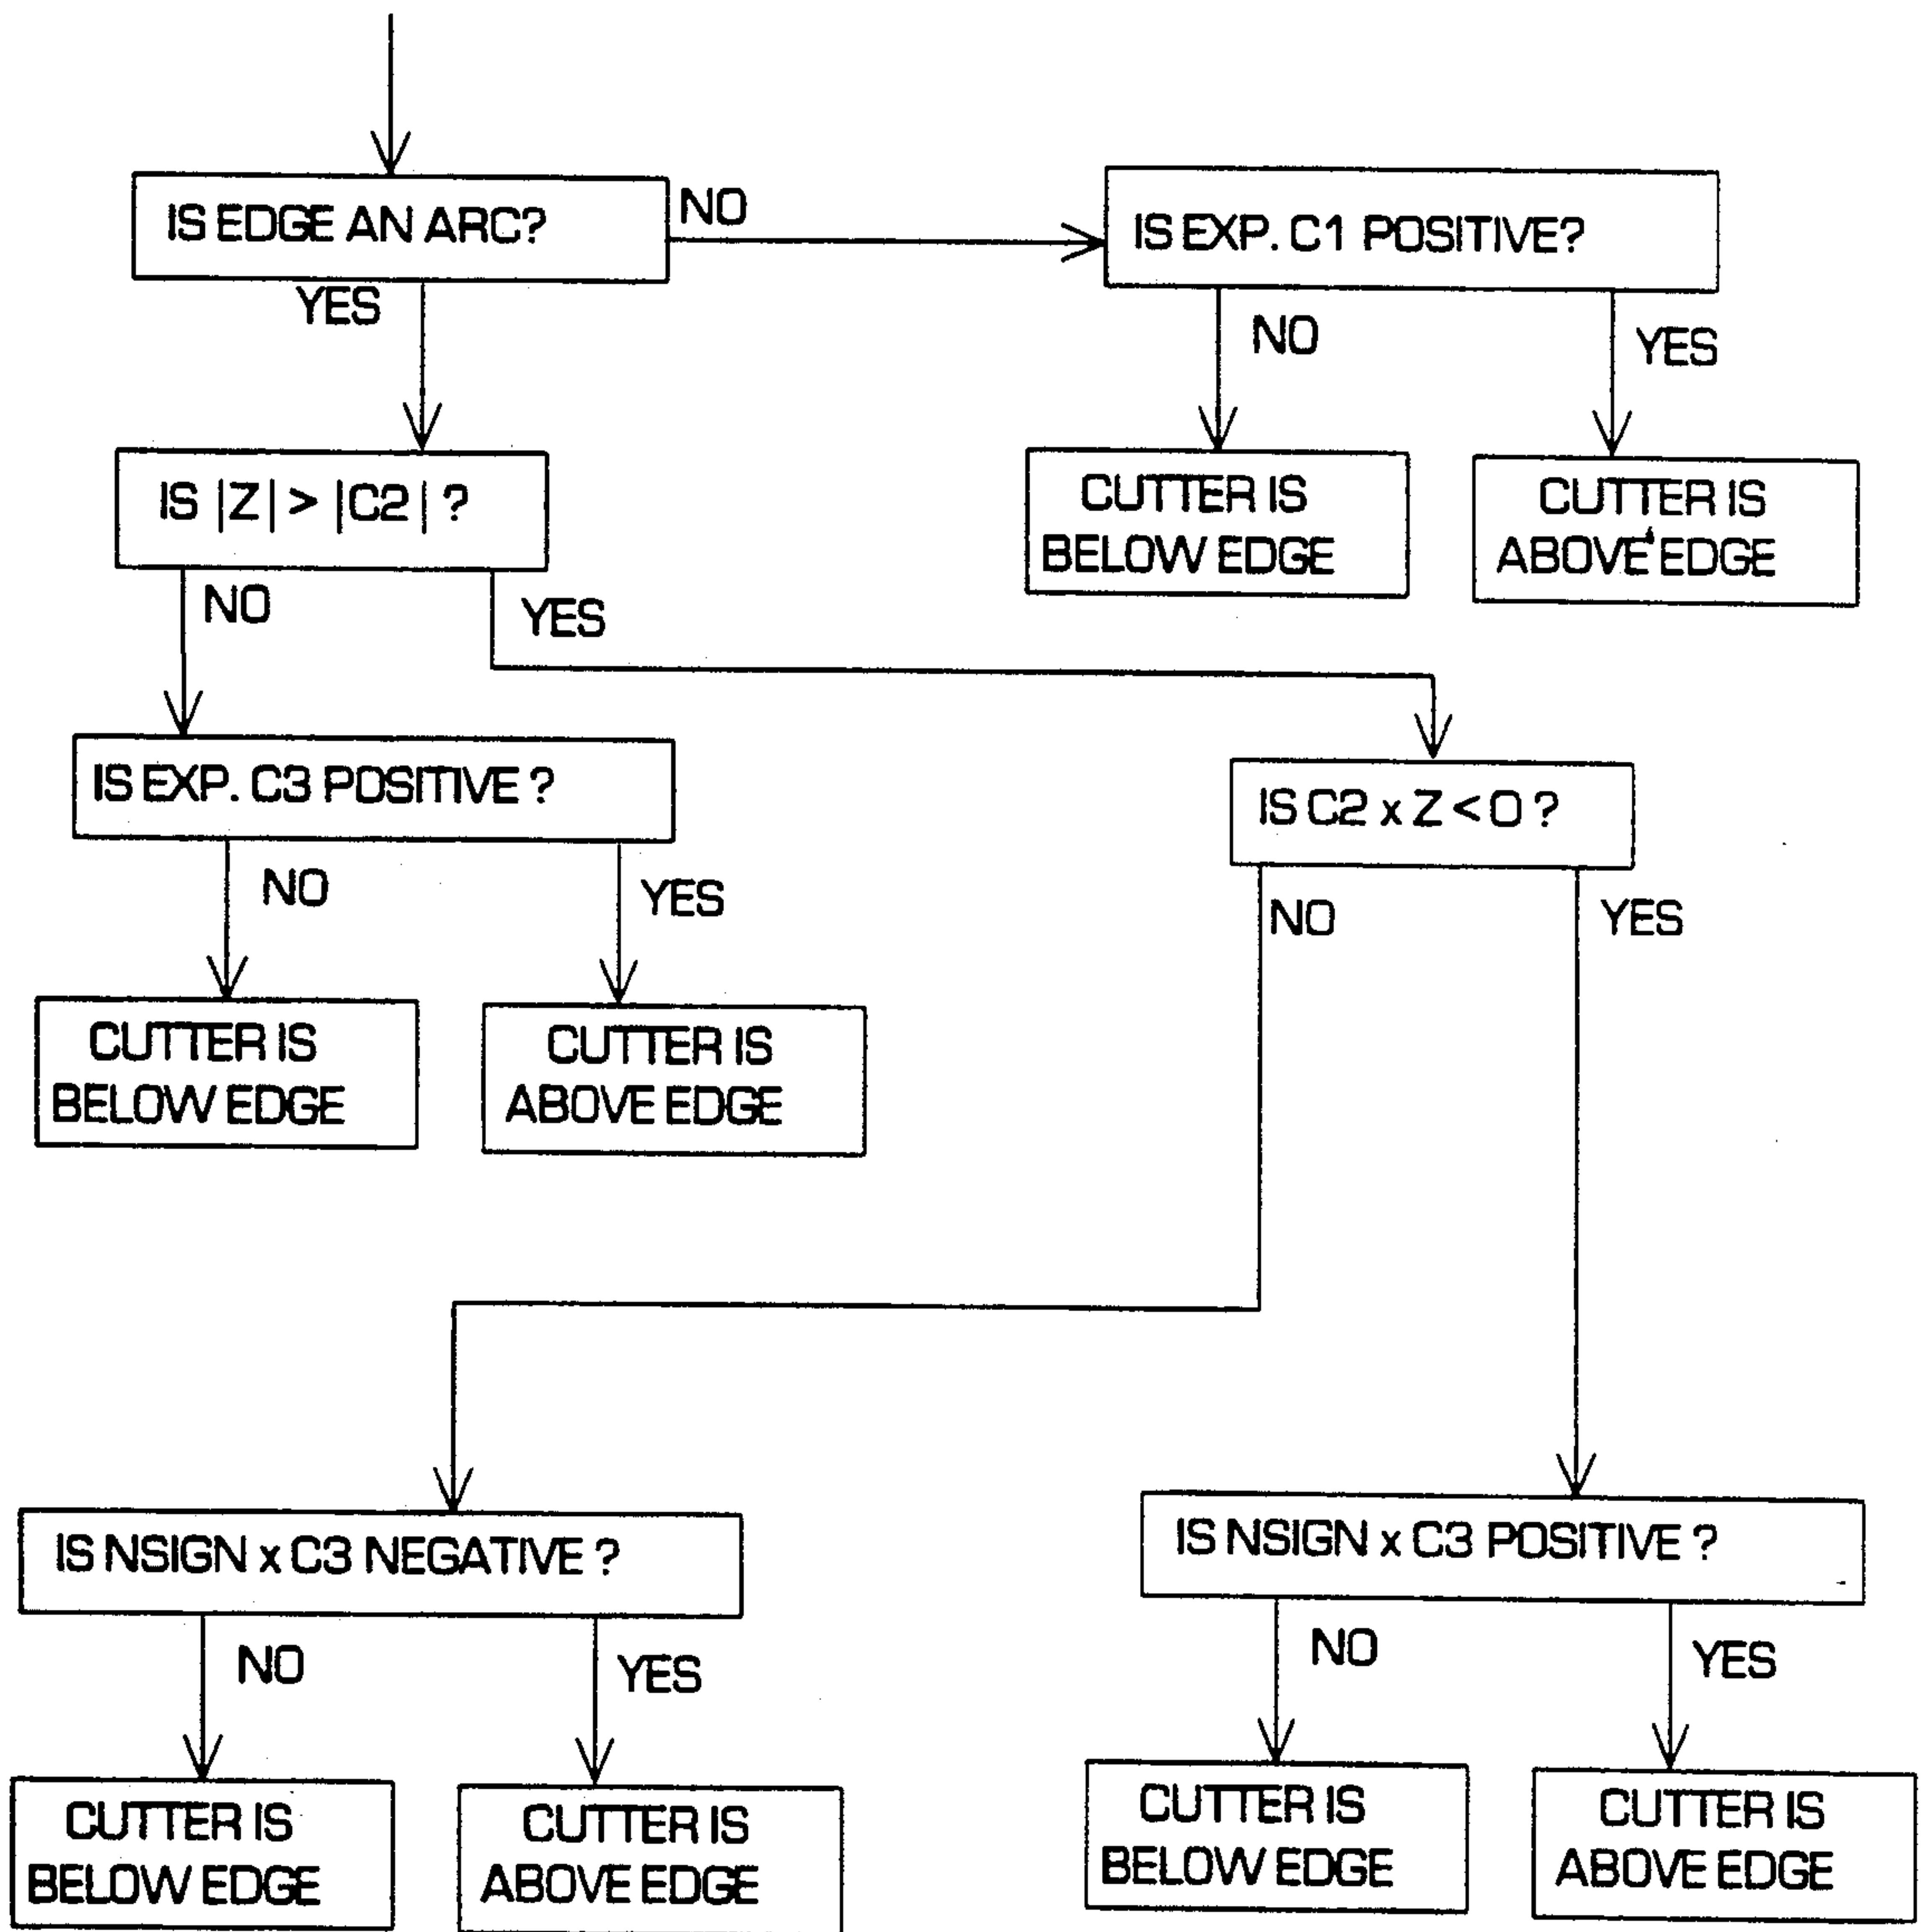 IS EDGE AN ARC?
NO
IS EXP. C1 POSITIVE?
YES
NO
YES
IS |Z| > |C2| ?
CUTTER IS
BELOW EDGE
CUTTER IS
ABOVE EDGE
NO
YES
IS EXP. C3 POSITIVE ?
IS C2 x Z < 0 ?
NO
YES
NO
YES
CUTTER IS
BELOW EDGE
CUTTER IS
ABOVE EDGE
IS NSIGN x C3 NEGATIVE ?
IS NSIGN x C3 POSITIVE ?
NO
YES
NO
YES
CUTTER IS
BELOW EDGE
CUTTER IS
ABOVE EDGE
CUTTER IS
BELOW EDGE
CUTTER IS
ABOVE EDGE